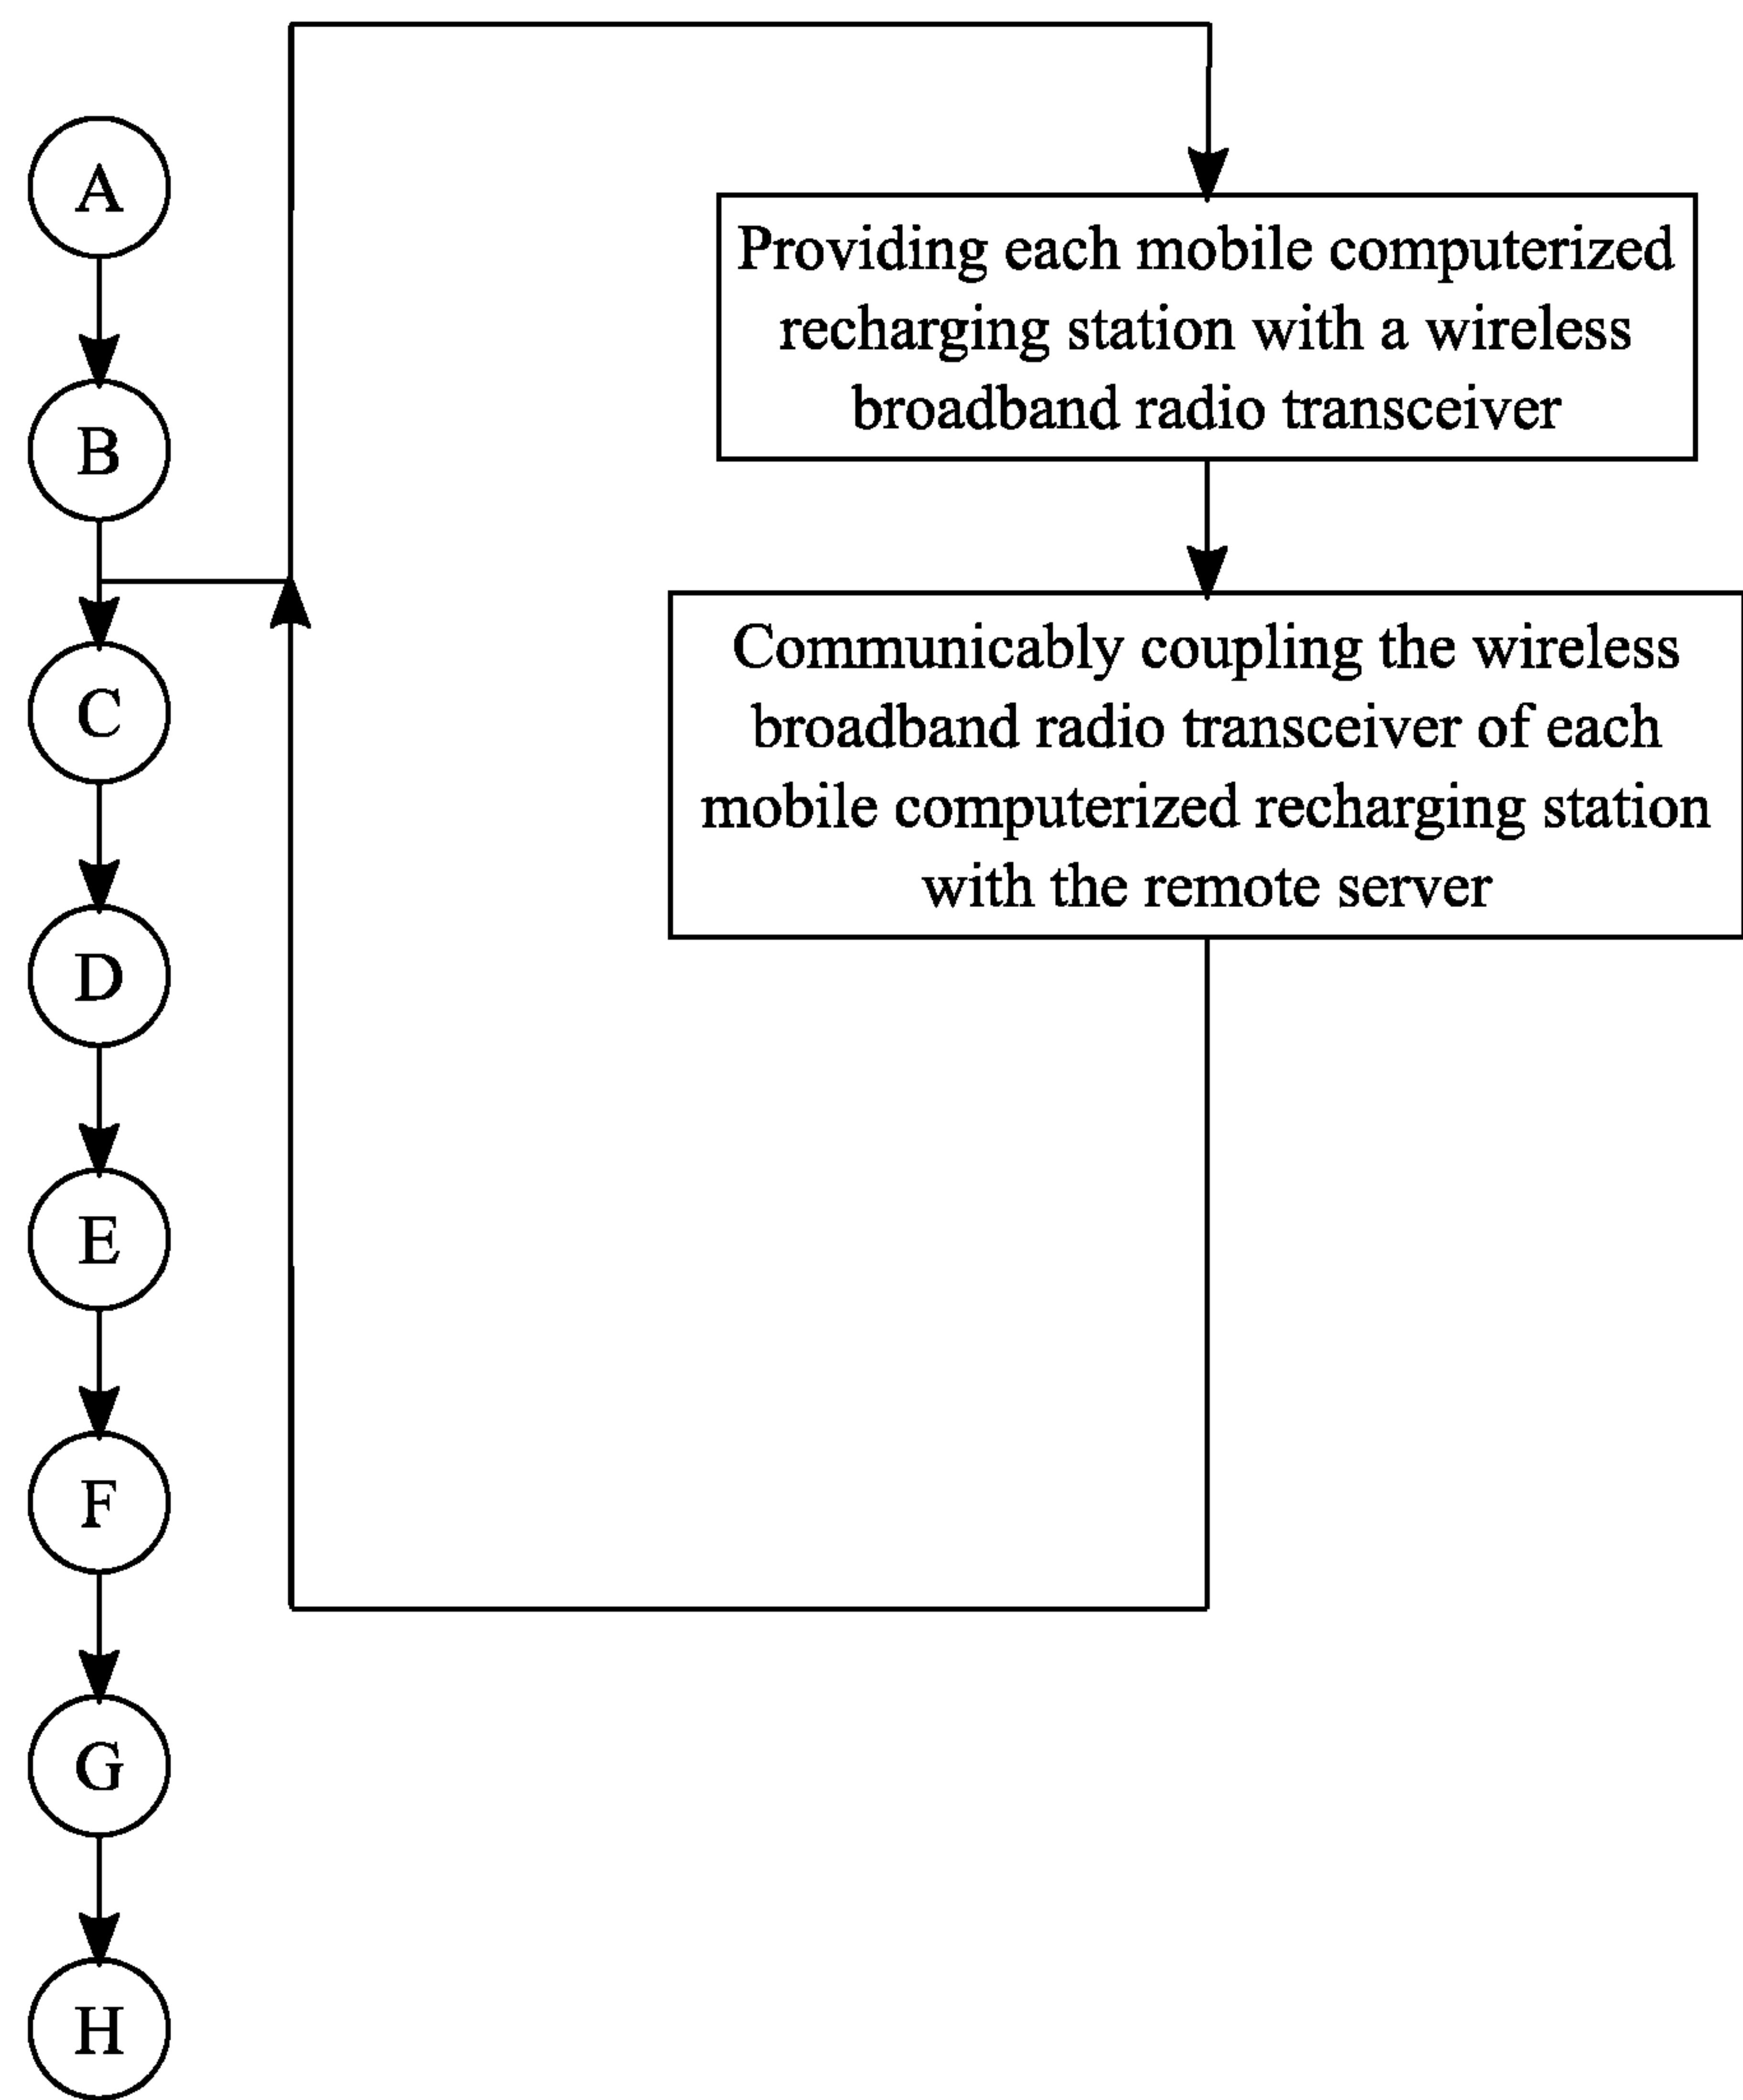 A
B
C
D
E
F
G
H
Providing each mobile computerized
recharging station with a wireless
broadband radio transceiver
Communicably coupling the wireless
broadband radio transceiver of each
mobile computerized recharging station
with the remote server